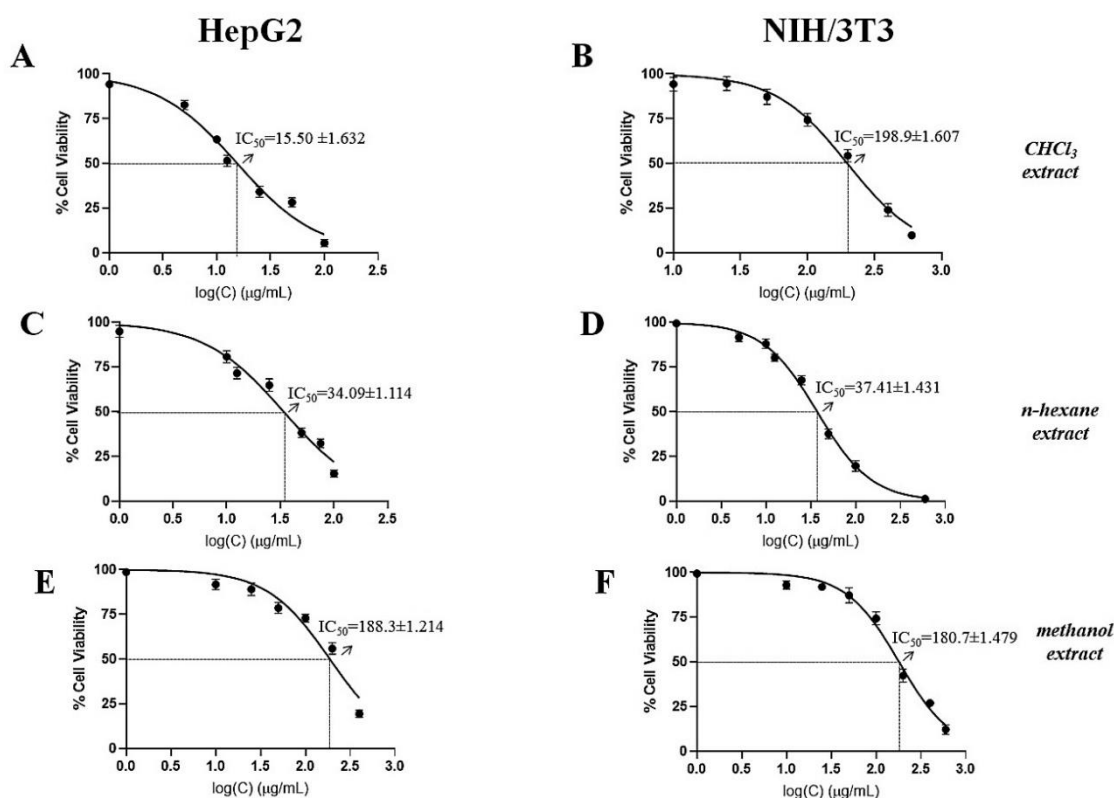 HepG2
NIH/3T3
A
% Cell Viability
100
75
50
25
0
IC50=15.50 ±1.632
0.0 0.5 1.0 1.5 2.0 2.5
log(C) (μg/mL)
B
% Cell Viability
100
75
50
25
0
IC50=198.9±1.607
1.0 1.5 2.0 2.5 3.0
log(C) (μg/mL)
CHCl3
extract
C
% Cell Viability
100
75
50
25
0
IC50=34.09±1.114
0.0 0.5 1.0 1.5 2.0 2.5
log(C) (μg/mL)
D
% Cell Viability
100
75
50
25
0
IC50=37.41±1.431
0.0 0.5 1.0 1.5 2.0 2.5 3.0
log(C) (μg/mL)
n-hexane
extract
E
% Cell Viability
100
75
50
25
0
IC50=188.3±1.214
0.0 0.5 1.0 1.5 2.0 2.5 3.0
log(C) (μg/mL)
F
% Cell Viability
100
75
50
25
0
IC50=180.7±1.479
0.0 0.5 1.0 1.5 2.0 2.5 3.0
log(C) (μg/mL)
methanol
extract